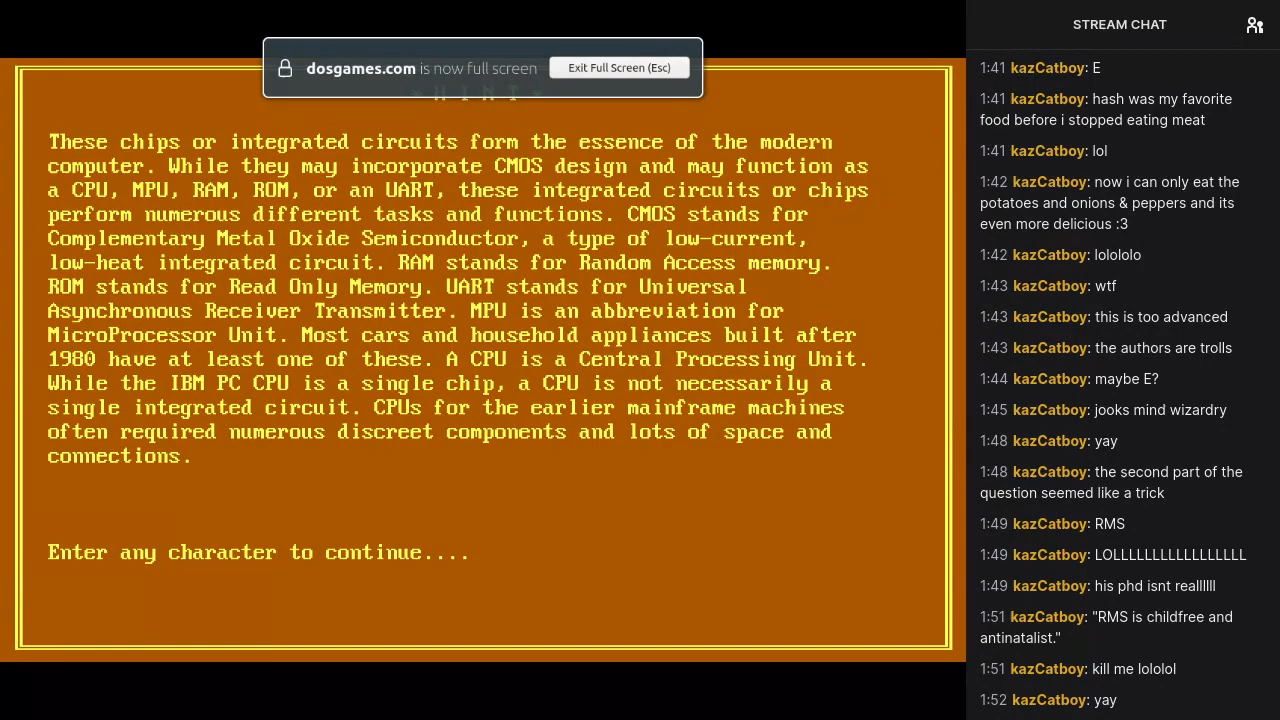 dosgames.com is now full screen
Exit Full Screen (Esc)
H I N T
These chips or integrated circuits form the essence of the modern
computer. While they may incorporate CMOS design and may function as
a CPU, MPU, RAM, ROM, or an UART, these integrated circuits or chips
perform numerous different tasks and functions. CMOS stands for
Complementary Metal Oxide Semiconductor, a type of low-current,
low-heat integrated circuit. RAM stands for Random Access memory.
ROM stands for Read Only Memory. UART stands for Universal
Asynchronous Receiver Transmitter. MPU is an abbreviation for
MicroProcessor Unit. Most cars and household appliances built after
1980 have at least one of these. A CPU is a Central Processing Unit.
While the IBM PC CPU is a single chip, a CPU is not necessarily a
single integrated circuit. CPUs for the earlier mainframe machines
often required numerous discreet components and lots of space and
connections.
Enter any character to continue....
STREAM CHAT
1:41 kazCatboy: E
1:41 kazCatboy: hash was my favorite
food before i stopped eating meat
1:41 kazCatboy: lol
1:42 kazCatboy: now i can only eat the
potatoes and onions & peppers and its
even more delicious :3
1:42 kazCatboy: lolololo
1:43 kazCatboy: wtf
1:43 kazCatboy: this is too advanced
1:43 kazCatboy: the authors are trolls
1:44 kazCatboy: maybe E?
1:45 kazCatboy: jooks mind wizardry
1:48 kazCatboy: yay
1:48 kazCatboy: the second part of the
question seemed like a trick
1:49 kazCatboy: RMS
1:49 kazCatboy: LOLLLLLLLLLLLLLLLLL
1:49 kazCatboy: his phd isnt reallllll
1:51 kazCatboy: "RMS is childfree and
antinatalist."
1:51 kazCatboy: kill me lololol
1:52 kazCatboy: yay